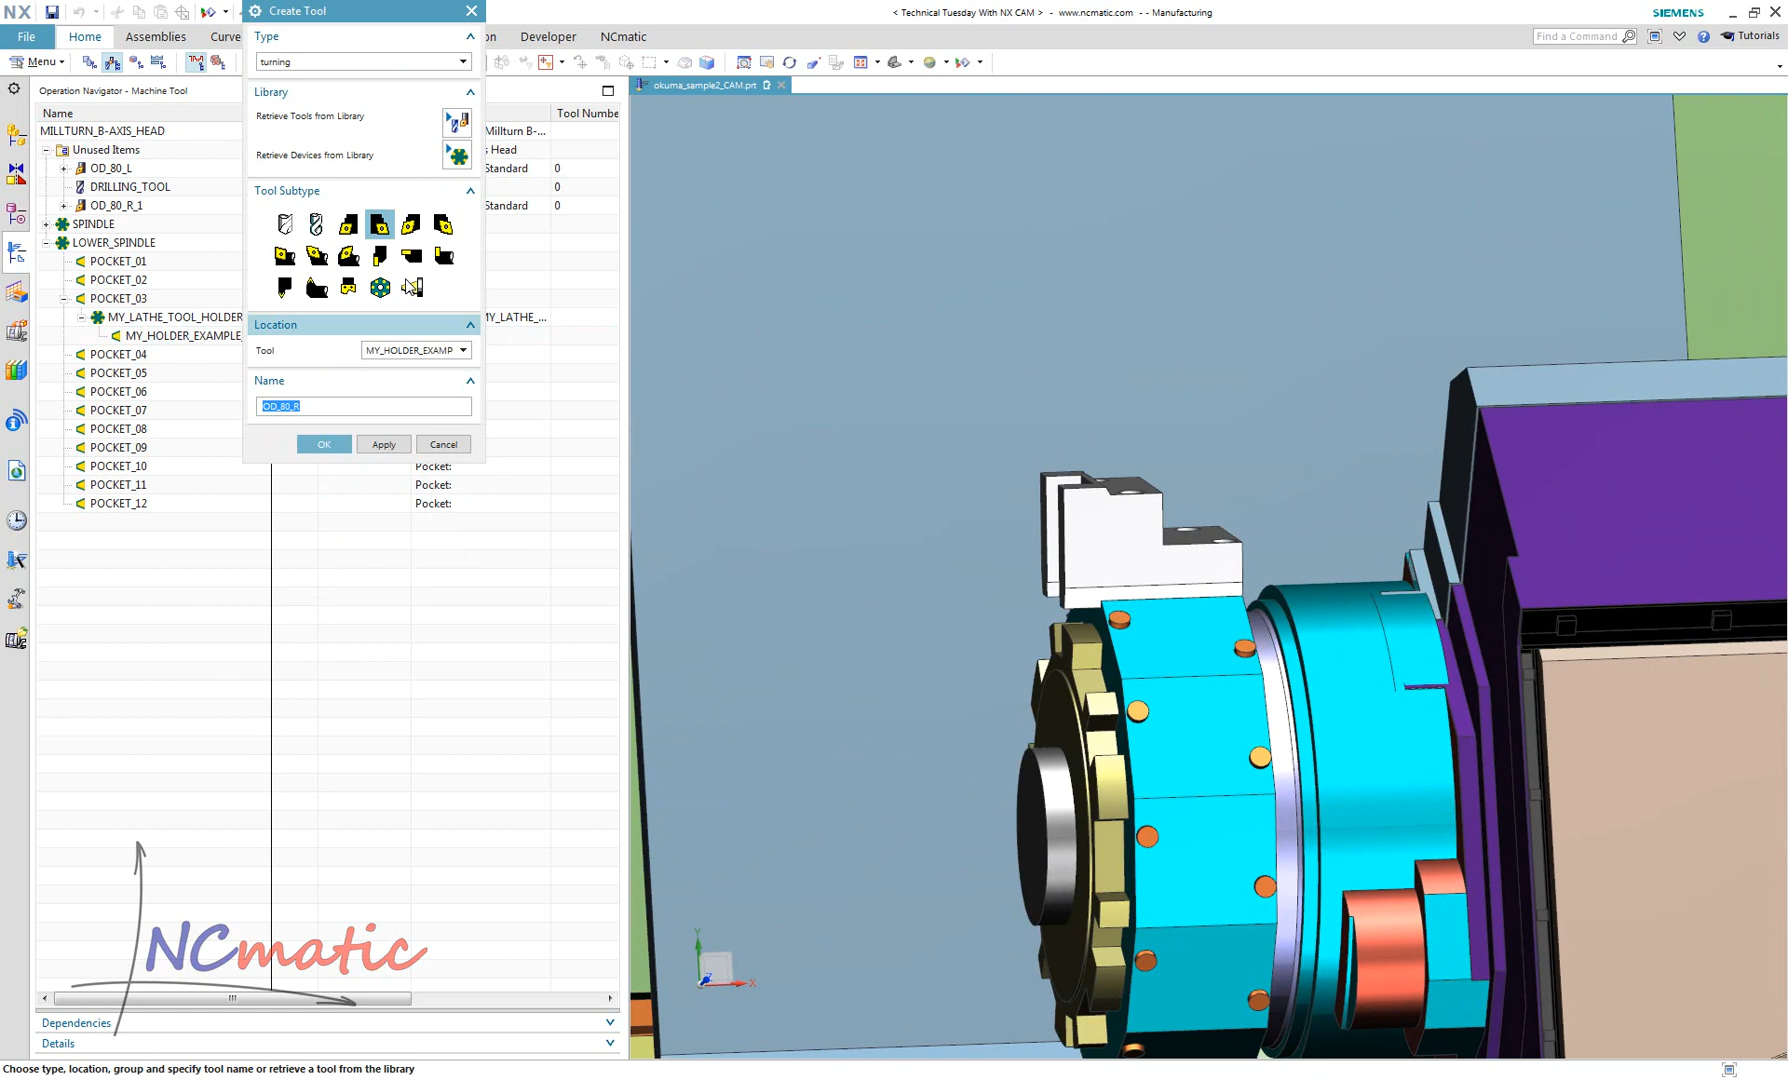 NX
Create Tool
< Technical Tuesday With NX CAM > - www.ncmatic.com - - Manufacturing
SIEMENS
File
Home
Assemblies
Curve
on
Developer
NCmatic
Find a Command
Tutorials
Menu
Type
turning
Library
Retrieve Tools from Library
Retrieve Devices from Library
Tool Subtype
Location
Tool
MY_HOLDER_EXAMP
Name
OD_80_R
OK
Apply
Cancel
Operation Navigator - Machine Tool
Name
Tool Numbe
MILLTURN_B-AXIS_HEAD
Millturn B-...
Unused Items
s Head
OD_80_L
Standard
0
DRILLING_TOOL
0
OD_80_R_1
Standard
0
SPINDLE
LOWER_SPINDLE
POCKET_01
POCKET_02
POCKET_03
MY_LATHE_TOOL_HOLDER
MY_LATHE_...
MY_HOLDER_EXAMPLE_
POCKET_04
POCKET_05
POCKET_06
POCKET_07
POCKET_08
POCKET_09
POCKET_10
Pocket:
POCKET_11
Pocket:
POCKET_12
Pocket:
okuma_sample2_CAM.prt
Y
Z
X
NCmatic
Dependencies
Details
Choose type, location, group and specify tool name or retrieve a tool from the library